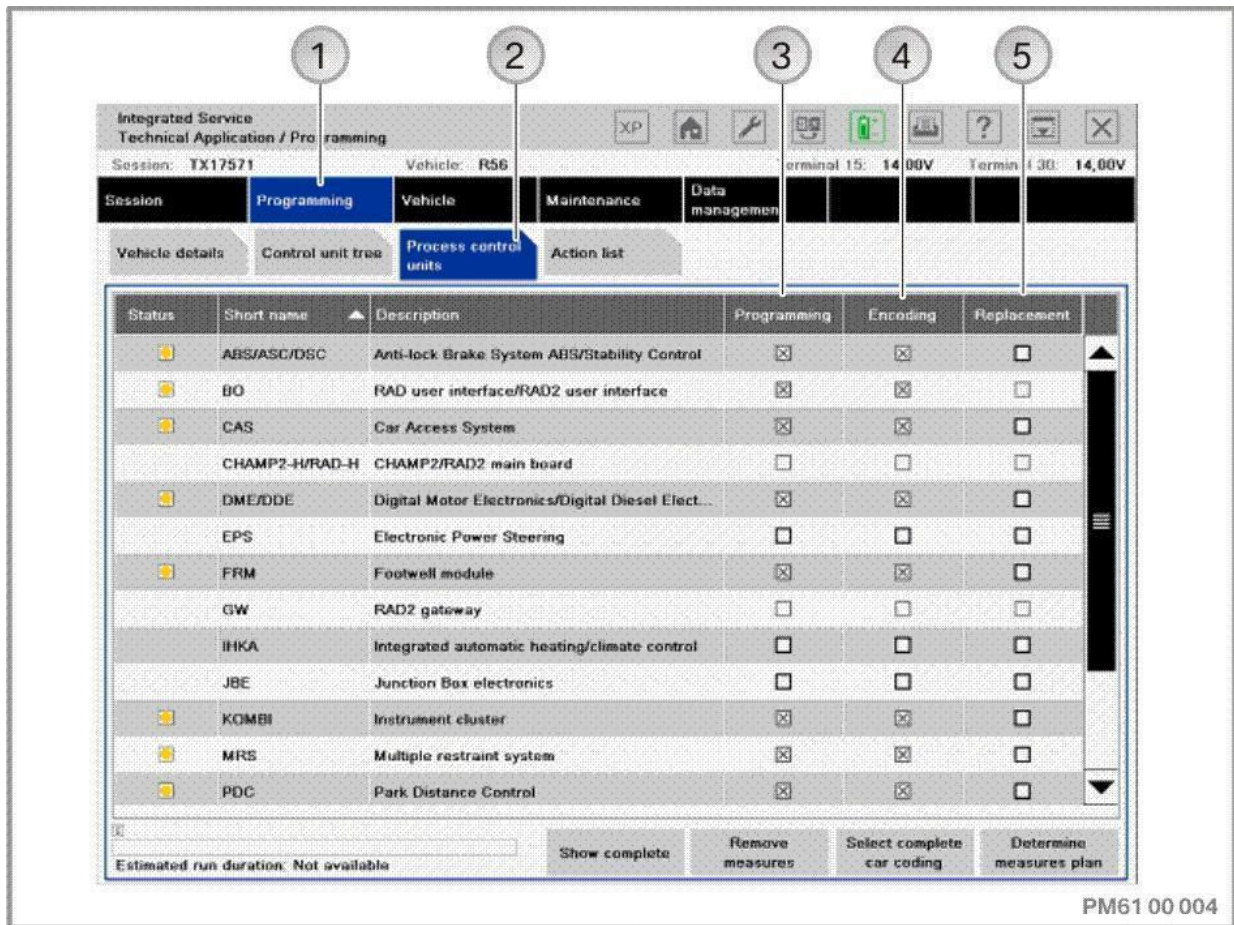 1 2 3 4 5
Integrated Service
Technical Application / Programming
XP ?
Session: TX17571 Vehicle: R56 Terminal 15: 14,00V Terminal 30: 14,00V
Session Programming Vehicle Maintenance Data management
Vehicle details Control unit tree Process control units Action list
Status Short name Description Programming Encoding Replacement
ABS/ASC/DSC Anti-lock Brake System ABS/Stability Control
BO RAD user interface/RAD2 user interface
CAS Car Access System
CHAMP2-H/RAD-H CHAMP2/RAD2 main board
DME/DDE Digital Motor Electronics/Digital Diesel Elect...
EPS Electronic Power Steering
FRM Footwell module
GW RAD2 gateway
IHKA Integrated automatic heating/climate control
JBE Junction Box electronics
KOMBI Instrument cluster
MRS Multiple restraint system
PDC Park Distance Control
Estimated run duration: Not available
Show complete Remove measures Select complete car coding Determine measures plan
PM61 00 004